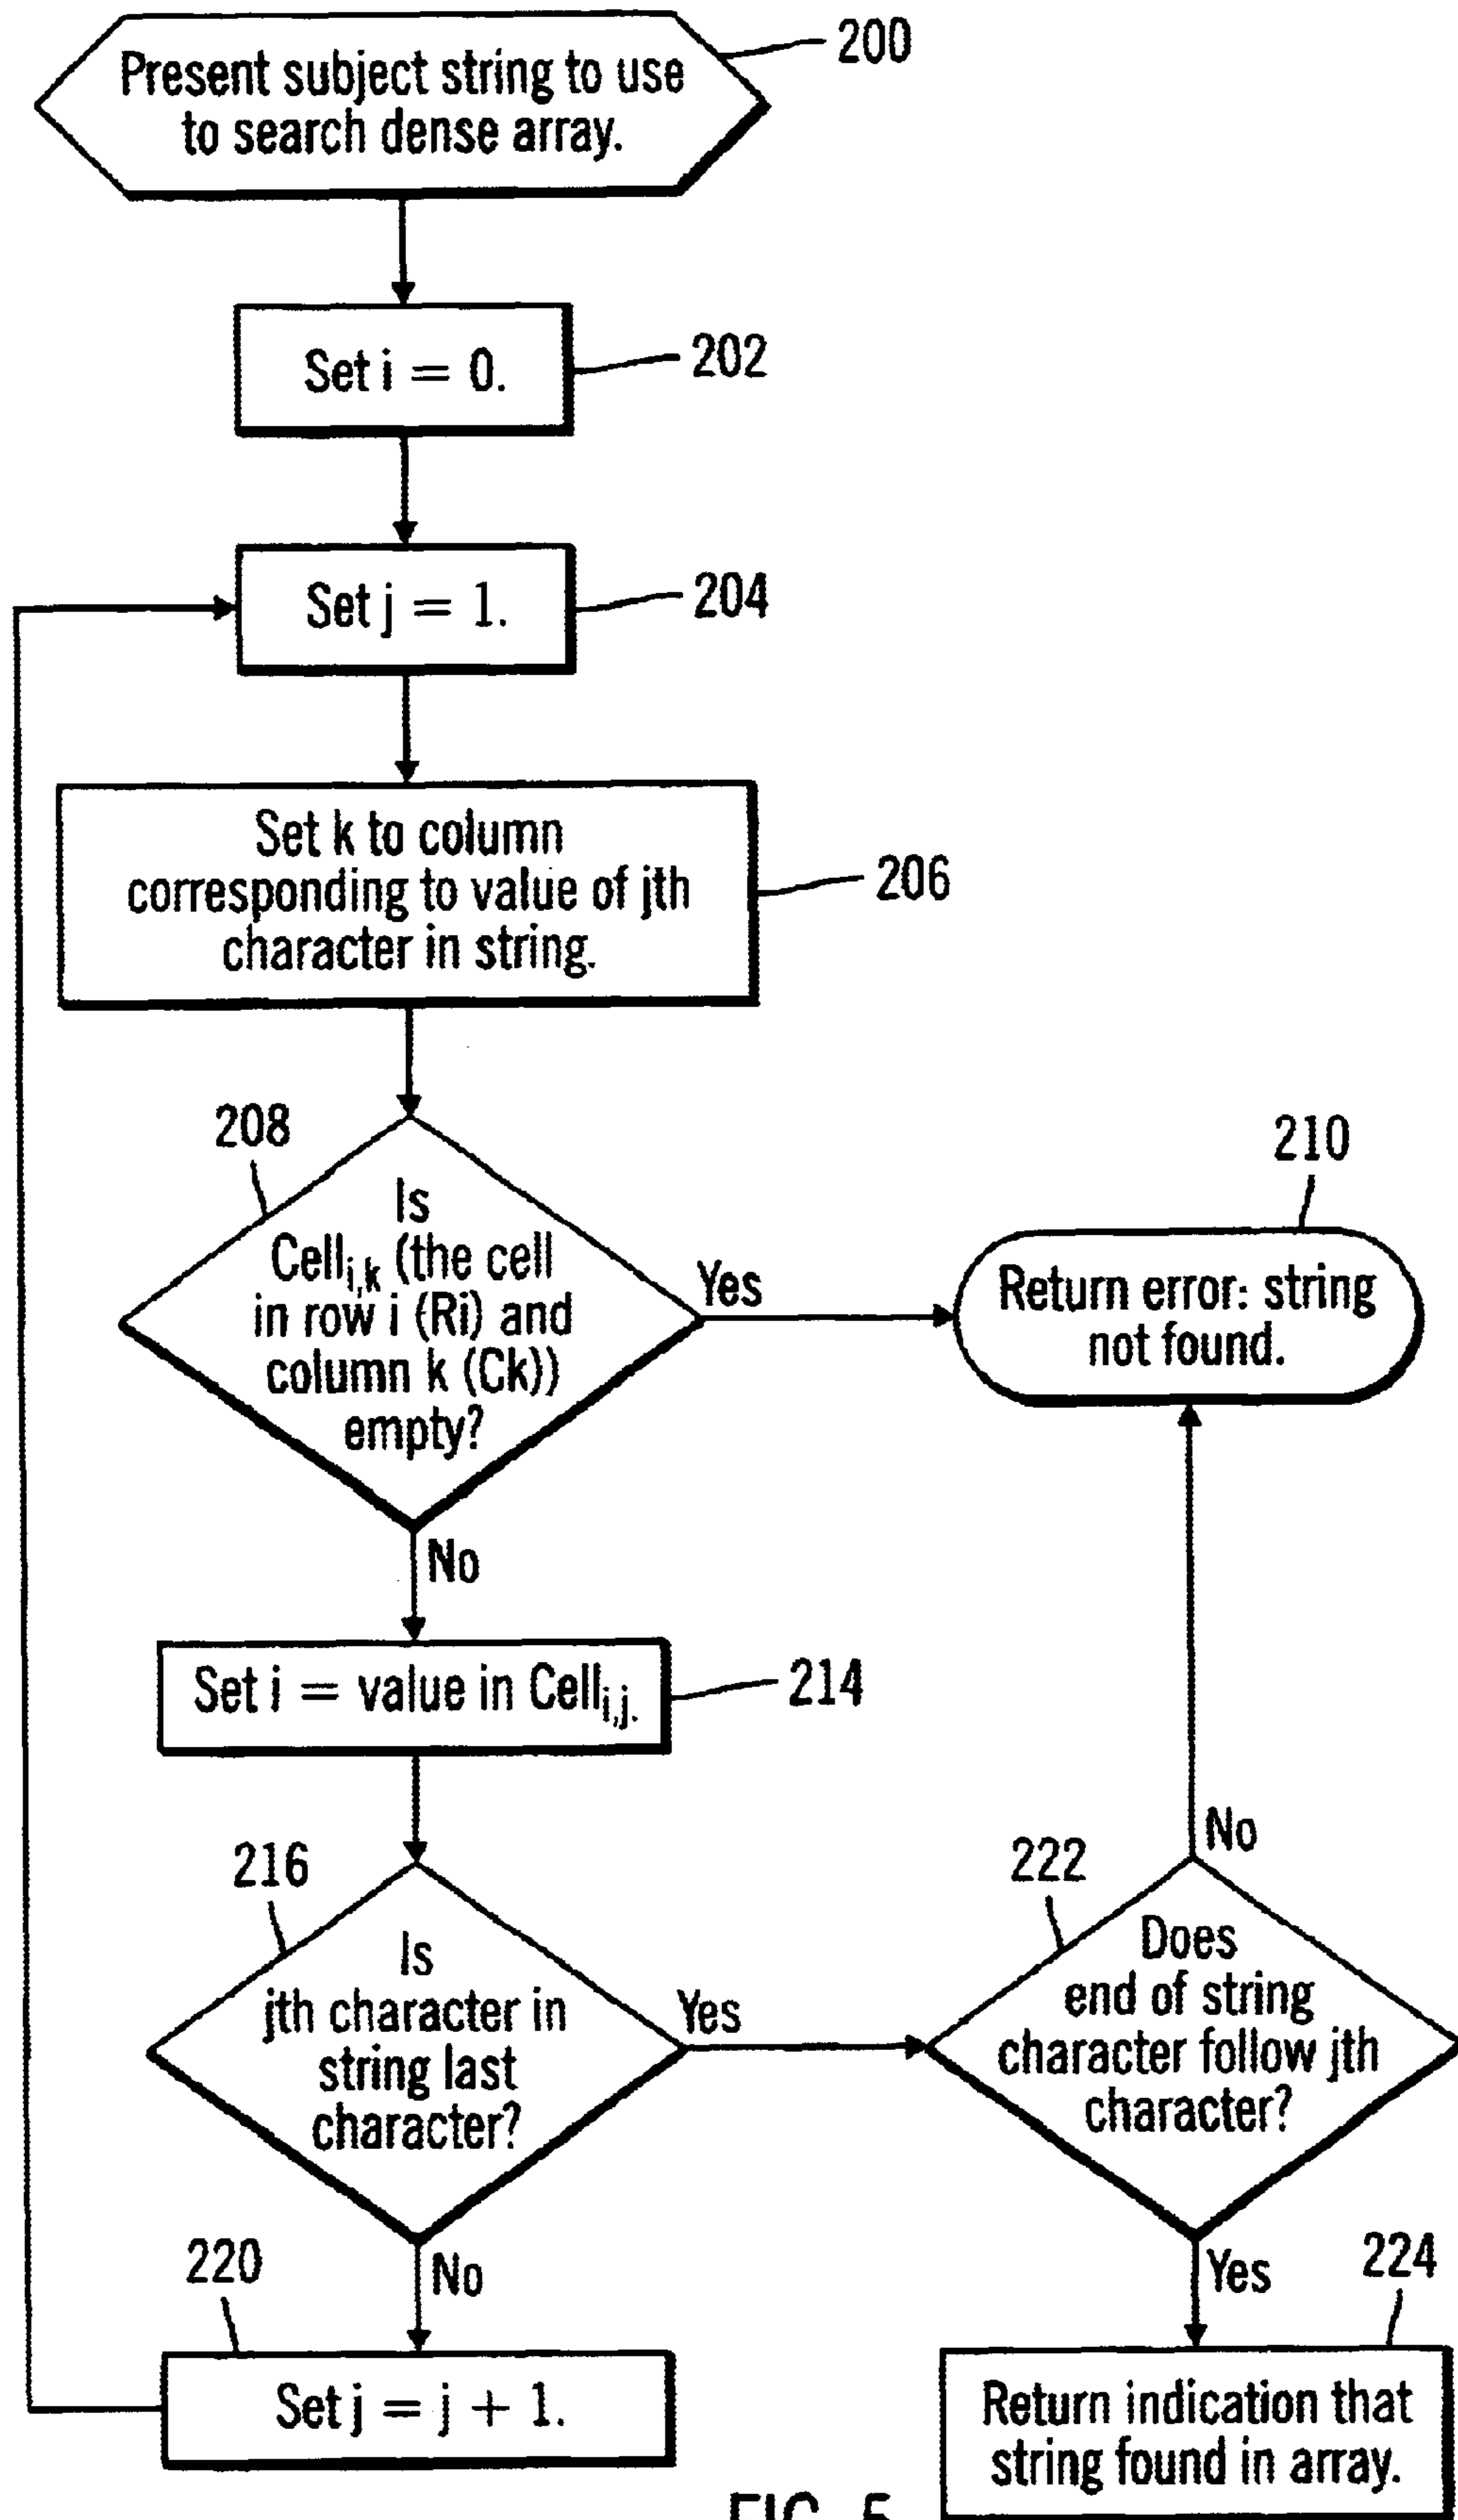 200
Present subject string to use
to search dense array.
Set i = 0.
202
Set j = 1.
204
Set k to column
corresponding to value of jth
character in string.
206
208
Is
Cell i,k (the cell
in row i (Ri) and
column k (Ck))
empty?
Yes
No
210
Return error: string
not found.
Set i = value in Cell i,j.
214
216
Is
jth character in
string last
character?
Yes
No
222
Does
end of string
character follow jth
character?
No
Yes
220
Set j = j + 1.
224
Return indication that
string found in array.
FIG. 5